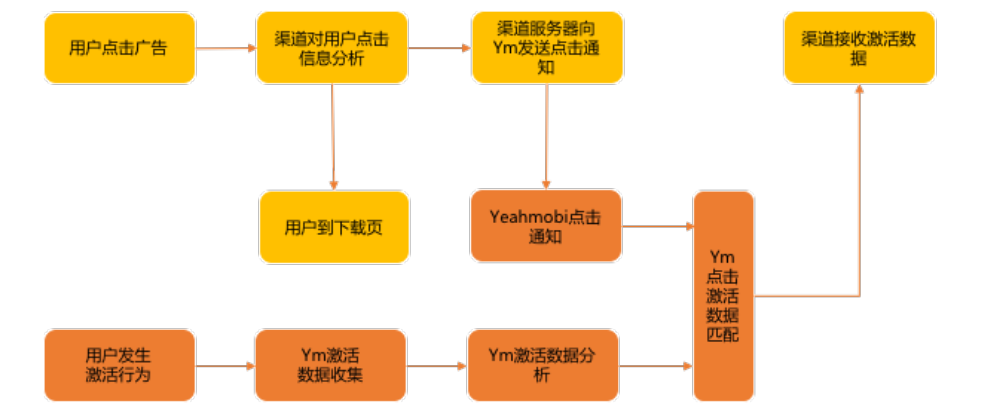 用户点击广告
渠道对用户点击
信息分析
渠道服务器向
Ym发送点击通
知
渠道接收激活数
据
用户到下载页
Yeahmobi点击
通知
Ym
点击
激活
数据
匹配
用户发生
激活行为
Ym激活
数据收集
Ym激活数据分
析